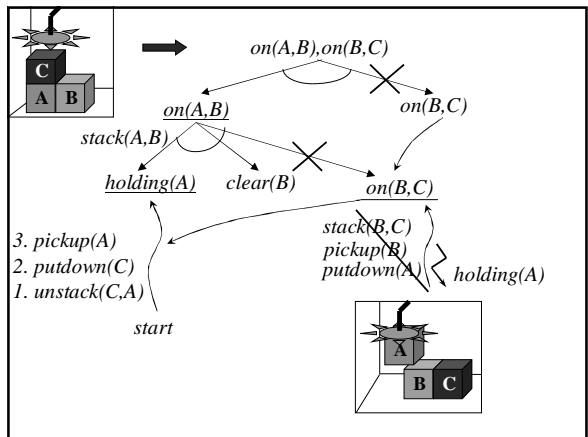 on(A,B),on(B,C)
C
A B
on(A,B)
on(B,C)
stack(A,B)
holding(A) clear(B) on(B,C)
stack(B,C)
pickup(B)
putdown(A)
holding(A)
3. pickup(A)
2. putdown(C)
1. unstack(C,A)
start
A
B C